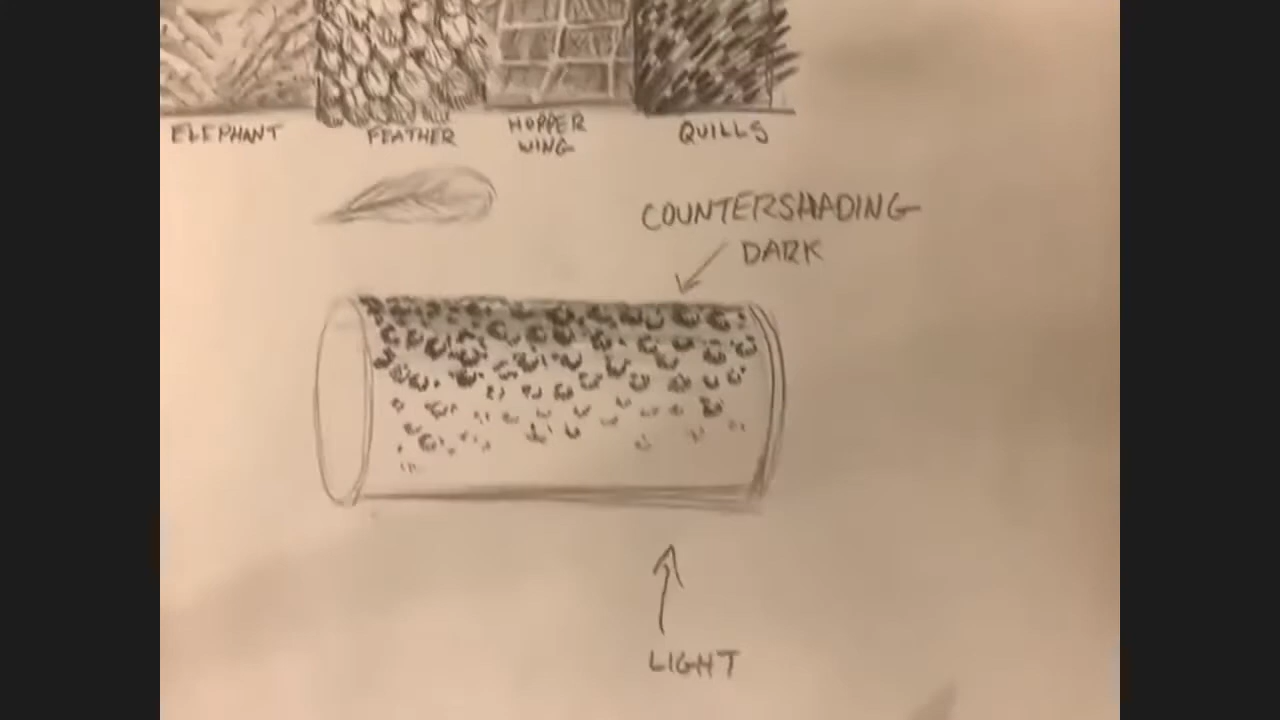 ELEPHANT
FEATHER
HOPPER
WING
QUILLS
COUNTERSHADING
DARK
LIGHT